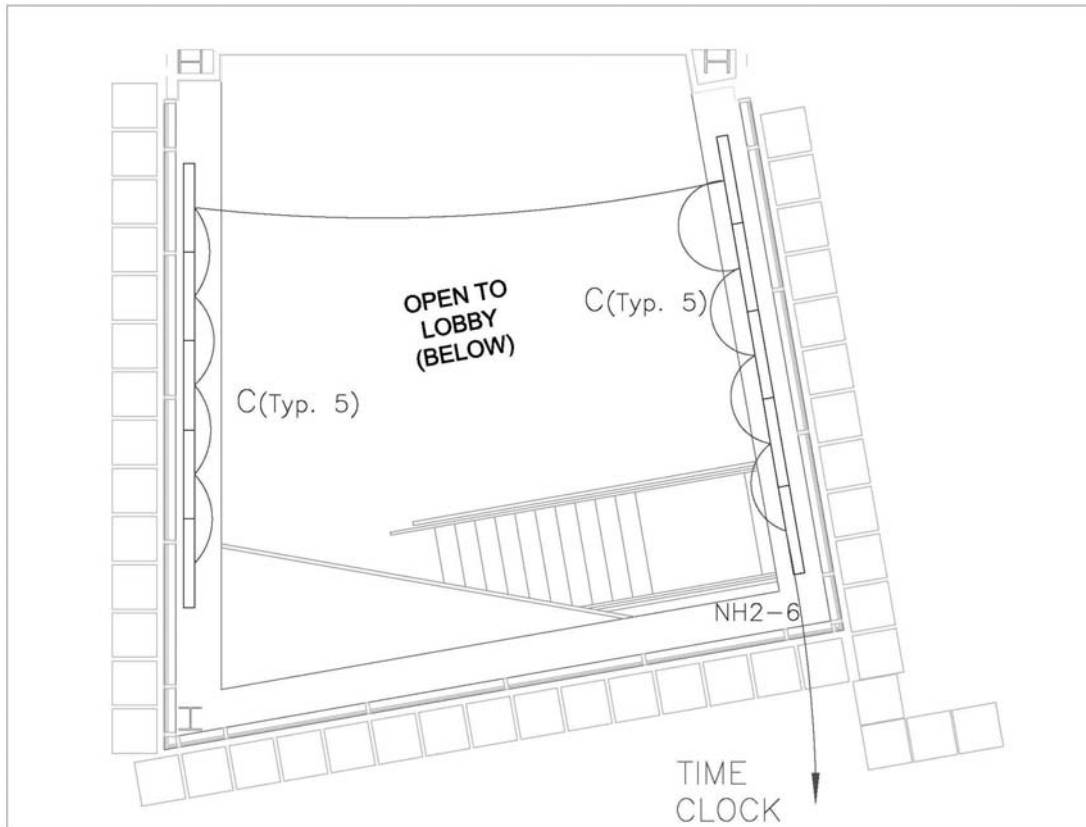 OPEN TO
LOBBY
(BELOW)
C(Typ. 5)
C(Typ. 5)
NH2-6
TIME
CLOCK